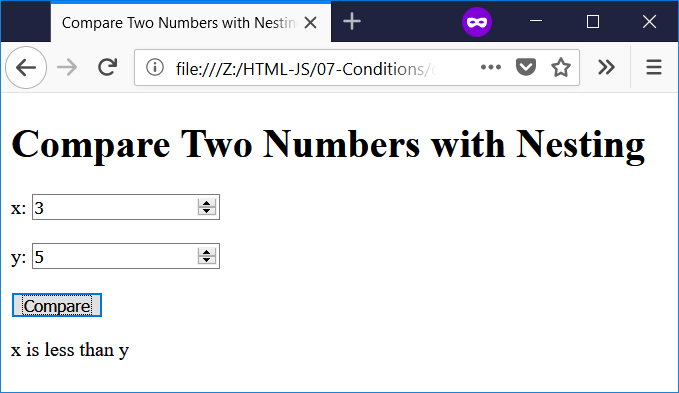 Compare Two Numbers with Nestin
file:///Z:/HTML-JS/07-Conditions/
Compare Two Numbers with Nesting
x: 3
y: 5
Compare
x is less than y